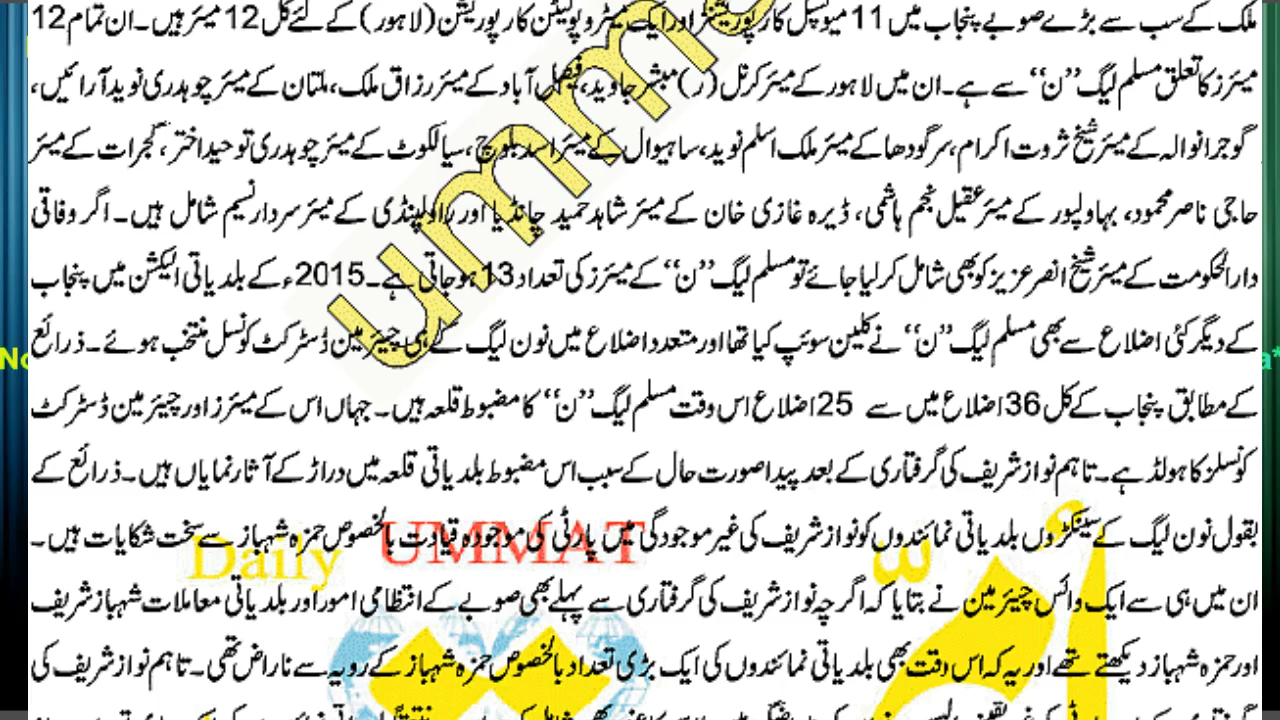 ملک کے سب سے بڑے صوبے پنجاب میں 11 میونسپل کارپوریشنز اور ایک میٹروپولیٹن کارپوریشن (لاہور) کے لئے کل 12 میئر ہیں۔ ان تمام 12
میئرز کا تعلق مسلم لیگ ’’ن‘‘ سے ہے۔ ان میں لاہور کے میئر کرنل (ر) مبشر جاوید، فیصل آباد کے میئر رزاق ملک، ملتان کے میئر چوہدری نوید آرائیں،
گوجرانوالہ کے میئر شیخ ثروت اکرام، سرگودھا کے میئر ملک اسلم نوید، ساہیوال کے میئر اسد بلوچ، سیالکوٹ کے میئر چوہدری توحید اختر، گجرات کے میئر
حاجی ناصر محمود، بہاولپور کے میئر عقیل نجم ہاشمی، ڈیرہ غازی خان کے میئر شاہد حمید چانڈیا اور راولپنڈی کے میئر سردار نسیم شامل ہیں۔ اگر وفاقی
دارالحکومت کے میئر شیخ انصر عزیز کو بھی شامل کر لیا جائے تو مسلم لیگ ’’ن‘‘ کے میئرز کی تعداد 13 ہو جاتی ہے۔ 2015ء کے بلدیاتی الیکشن میں پنجاب
کے دیگر کئی اضلاع سے بھی مسلم لیگ ’’ن‘‘ نے کلین سوئپ کیا تھا اور متعدد اضلاع میں نون لیگ کے ہی چیئرمین ڈسٹرکٹ کونسل منتخب ہوئے۔ ذرائع
کے مطابق پنجاب کے کل 36 اضلاع میں سے 25 اضلاع اس وقت مسلم لیگ ’’ن‘‘ کا مضبوط قلعہ ہیں۔ جہاں اس کے میئرز اور چیئرمین ڈسٹرکٹ
کونسلز کا ہولڈ ہے۔ تاہم نواز شریف کی گرفتاری کے بعد پیدا صورت حال کے سبب اس مضبوط بلدیاتی قلعہ میں دراڑ کے آثار نمایاں ہیں۔ ذرائع کے
بقول نون لیگ کے سینکڑوں بلدیاتی نمائندوں کو نواز شریف کی غیر موجودگی میں پارٹی کی موجودہ قیادت بالخصوص حمزہ شہباز سے سخت شکایات ہیں۔
ان میں ہی سے ایک وائس چیئرمین نے بتایا کہ اگرچہ نواز شریف کی گرفتاری سے پہلے بھی صوبے کے انتظامی امور اور بلدیاتی معاملات شہباز شریف
اور حمزہ شہباز دیکھتے تھے اور یہ کہ اس وقت بھی بلدیاتی نمائندوں کی ایک بڑی تعداد بالخصوص حمزہ شہباز کے رویہ سے ناراض تھی۔ تاہم نواز شریف کی
umm
Daily UMMAT
No
a*